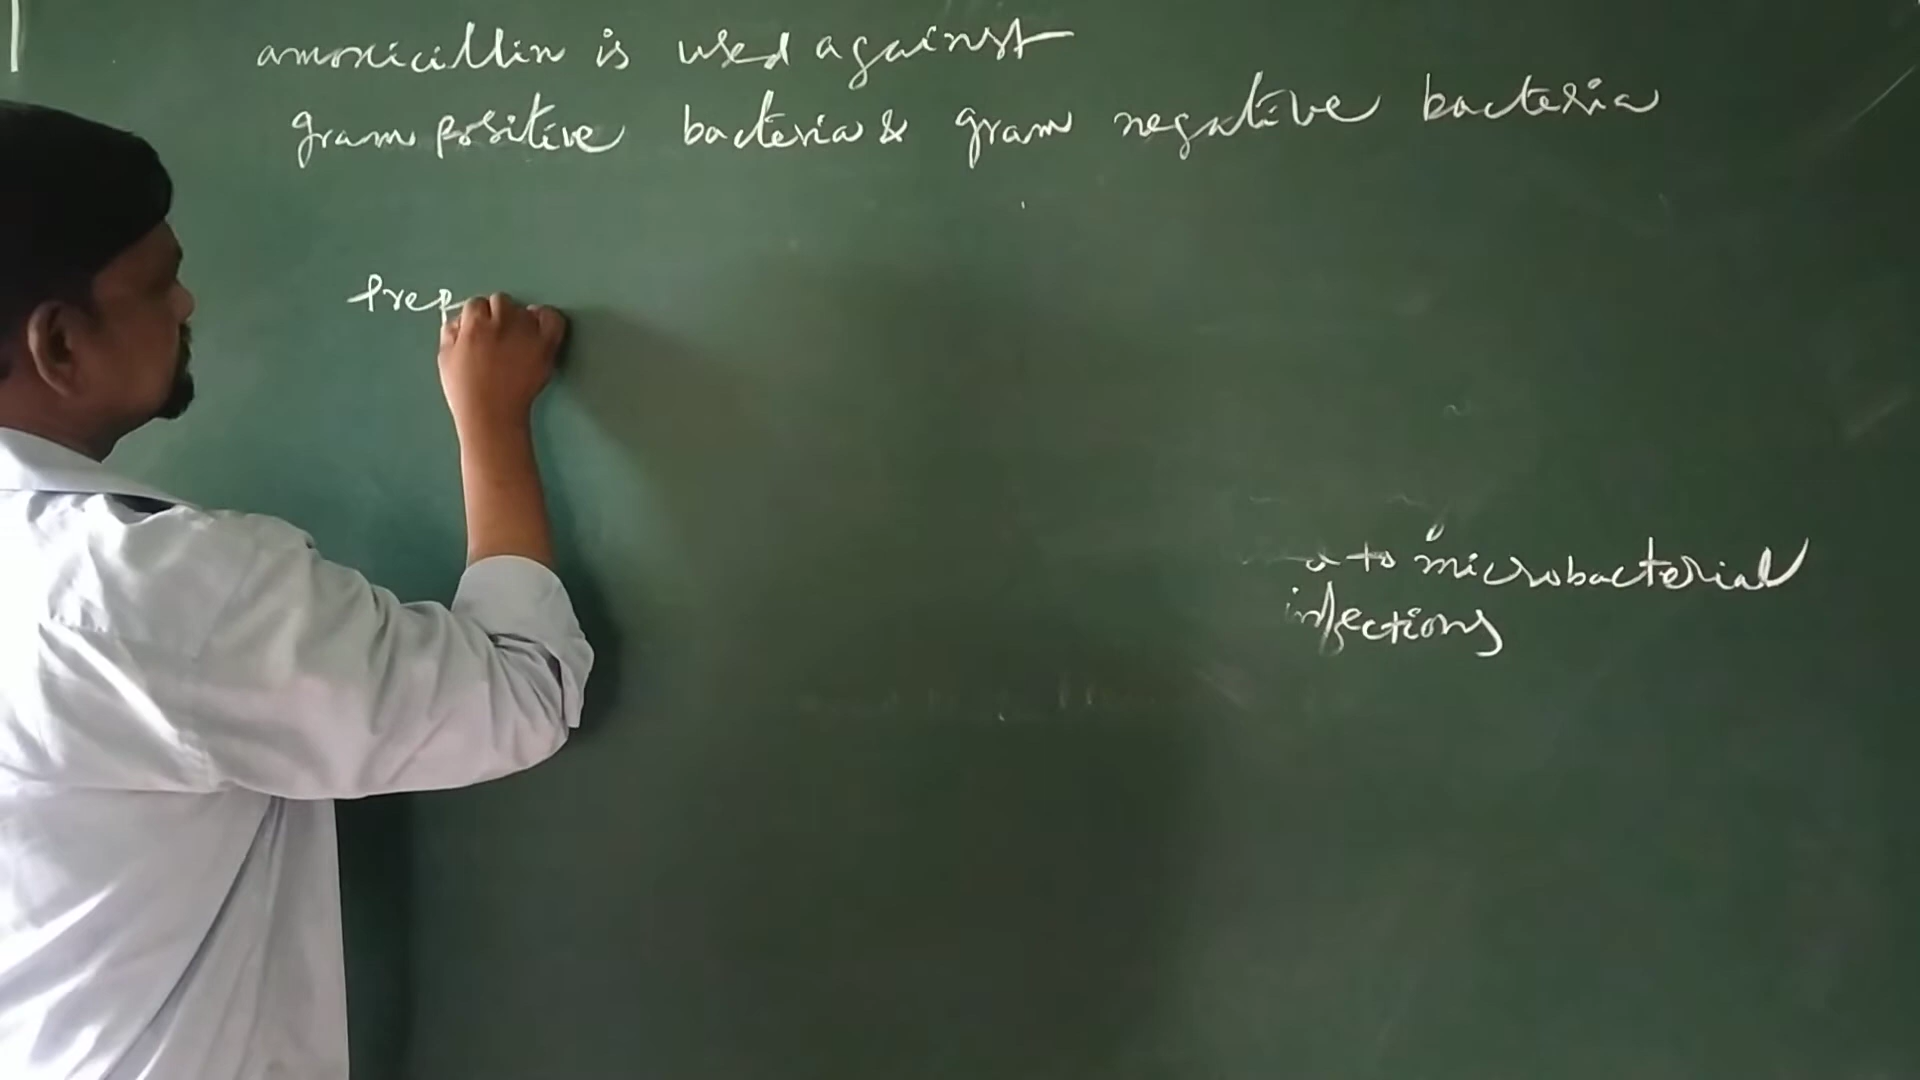 amoxicillin is used against
gram positive bacteria & gram negative bacteria
Prep
to microbacterial
infections